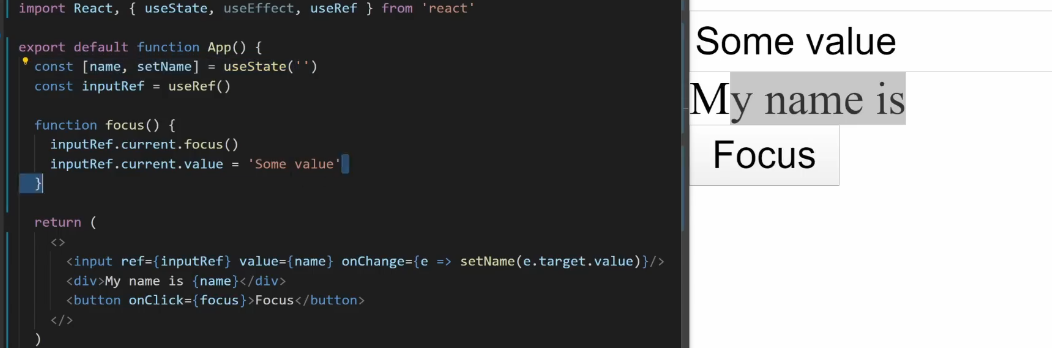 import React, { useState, useEffect, useRef } from 'react'
export default function App() {
const [name, setName] = useState('')
const inputRef = useRef()
function focus() {
inputRef.current.focus()
inputRef.current.value = 'Some value'
}
return (
<>
<input ref={inputRef} value={name} onChange={e => setName(e.target.value)}/>
<div>My name is {name}</div>
<button onClick={focus}>Focus</button>
</>
)
Some value
My name is
Focus